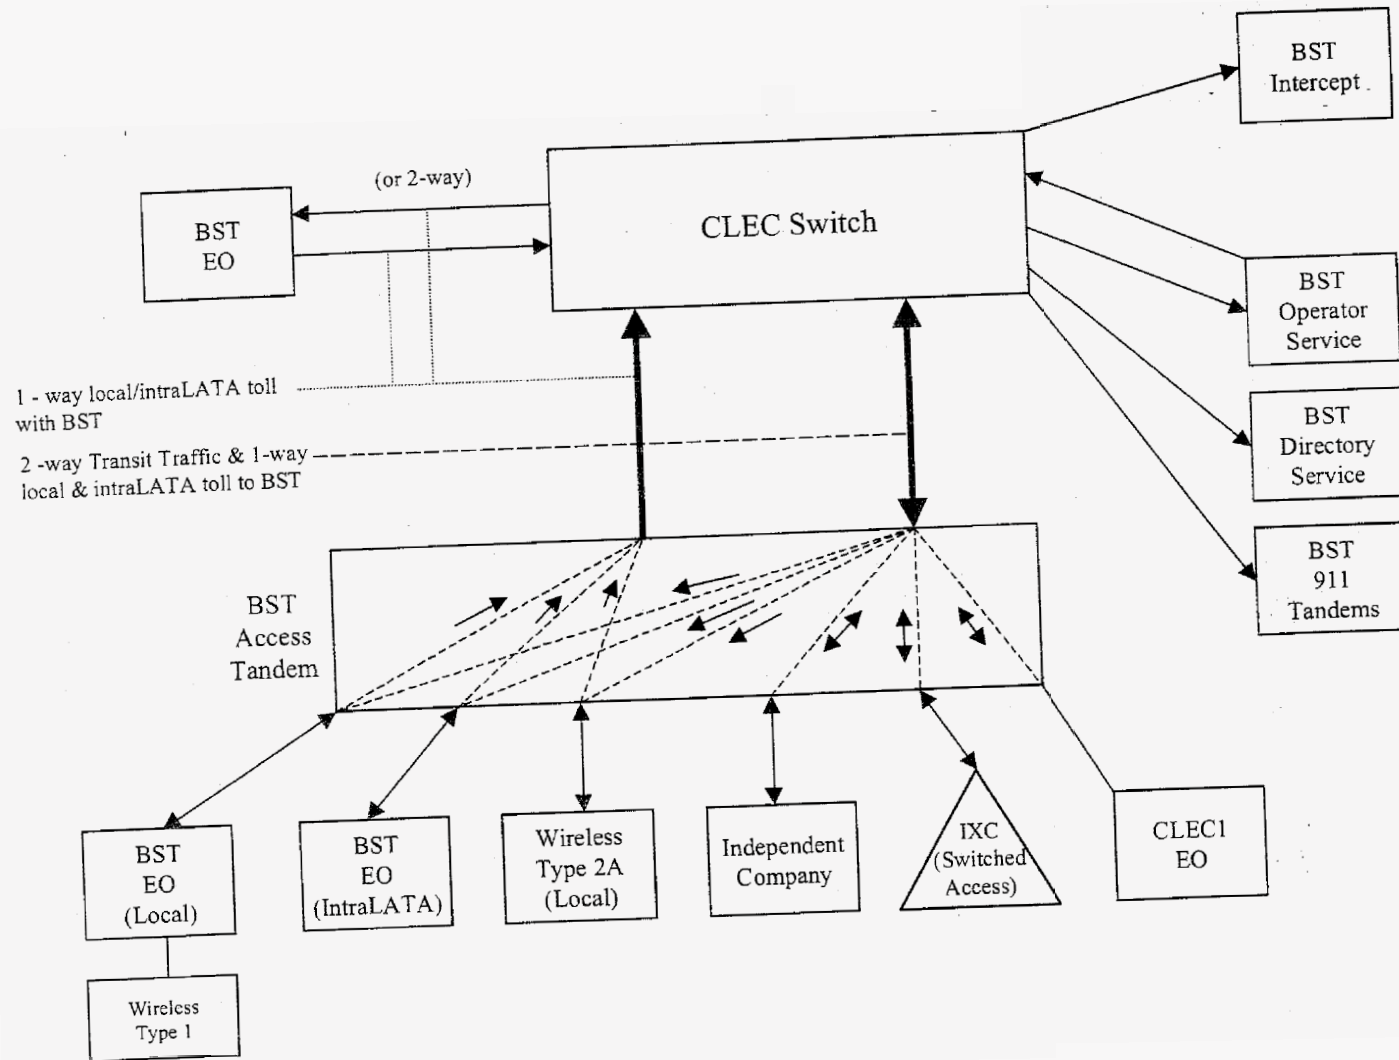 BST
Intercept
(or 2-way)
BST
EO
CLEC Switch
BST
Operator
Service
1 - way local/intraLATA toll
with BST
BST
Directory
Service
2 -way Transit Traffic & 1-way
local & intraLATA toll to BST
BST
911
Tandems
BST
Access
Tandem
BST
EO
(Local)
BST
EO
(IntraLATA)
Wireless
Type 2A
(Local)
Independent
Company
IXC
(Switched
Access)
CLEC1
EO
Wireless
Type 1